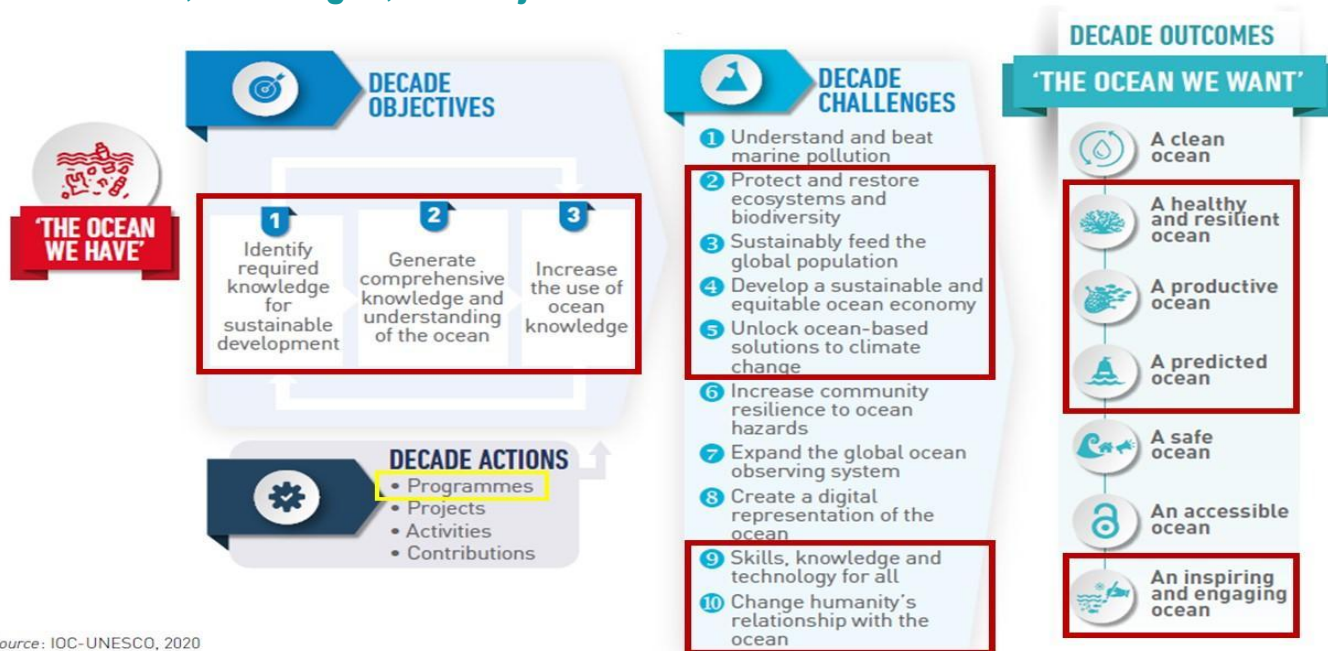 'THE OCEAN
WE HAVE'
DECADE
OBJECTIVES
1
Identify
required
knowledge
for
sustainable
development
2
Generate
comprehensive
knowledge and
understanding
of the ocean
3
Increase
the use of
ocean
knowledge
DECADE ACTIONS
• Programmes
• Projects
• Activities
• Contributions
DECADE
CHALLENGES
1 Understand and beat
marine pollution
2 Protect and restore
ecosystems and
biodiversity
3 Sustainably feed the
global population
4 Develop a sustainable and
equitable ocean economy
5 Unlock ocean-based
solutions to climate
change
6 Increase community
resilience to ocean
hazards
7 Expand the global ocean
observing system
8 Create a digital
representation of the
ocean
9 Skills, knowledge and
technology for all
10 Change humanity's
relationship with the
ocean
DECADE OUTCOMES
'THE OCEAN WE WANT'
A clean
ocean
A healthy
and resilient
ocean
A productive
ocean
A predicted
ocean
A safe
ocean
An accessible
ocean
An inspiring
and engaging
ocean
ource: IOC-UNESCO, 2020